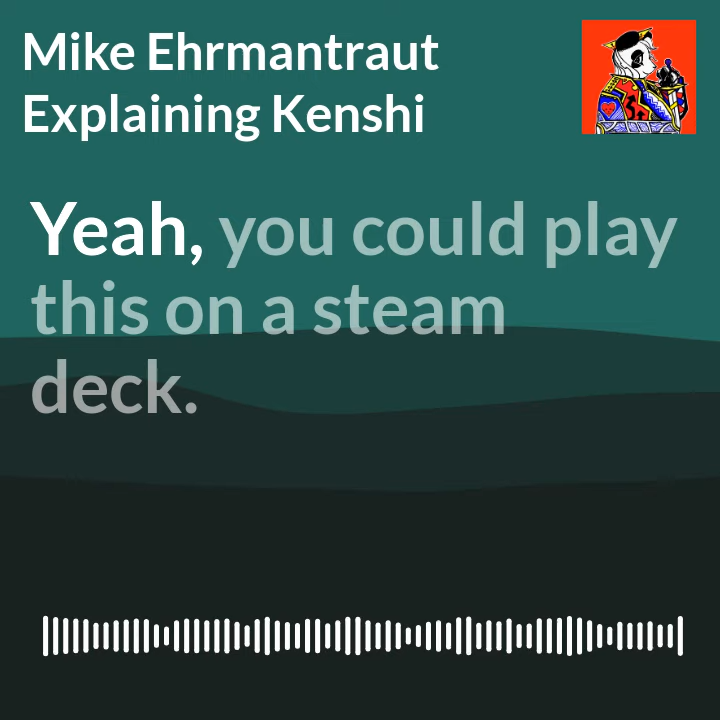 Mike Ehrmantraut
Explaining Kenshi
Yeah, you could play
this on a steam
deck.